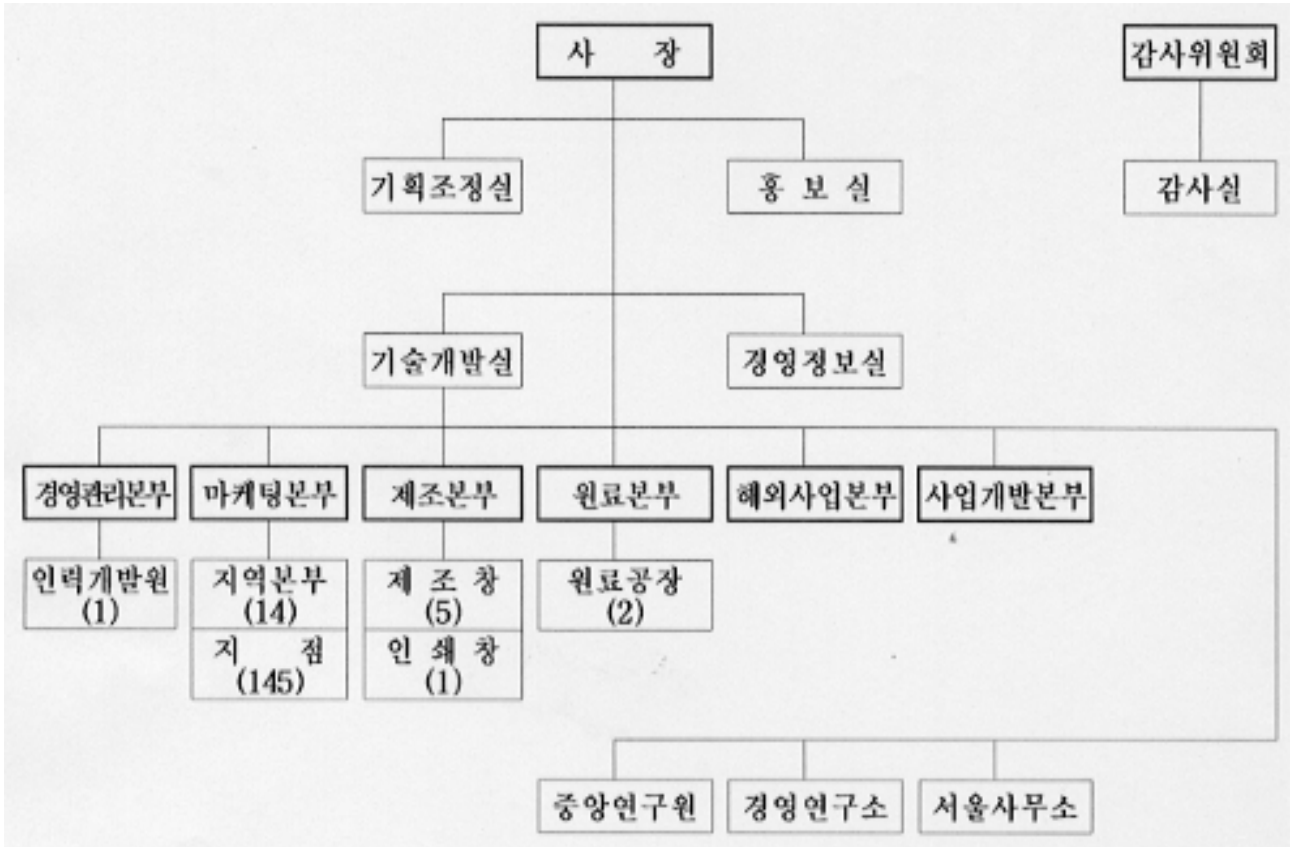 사 장
감사위원회
기획조정실
홍 보 실
감사실
기술개발실
경영정보실
경영관리본부
마케팅본부
제조본부
원료본부
해외사업본부
사업개발본부
인력개발원
(1)
지역본부
(14)
지 점
(145)
제 조 창
(5)
인 쇄 창
(1)
원료공장
(2)
중앙연구원
경영연구소
서울사무소